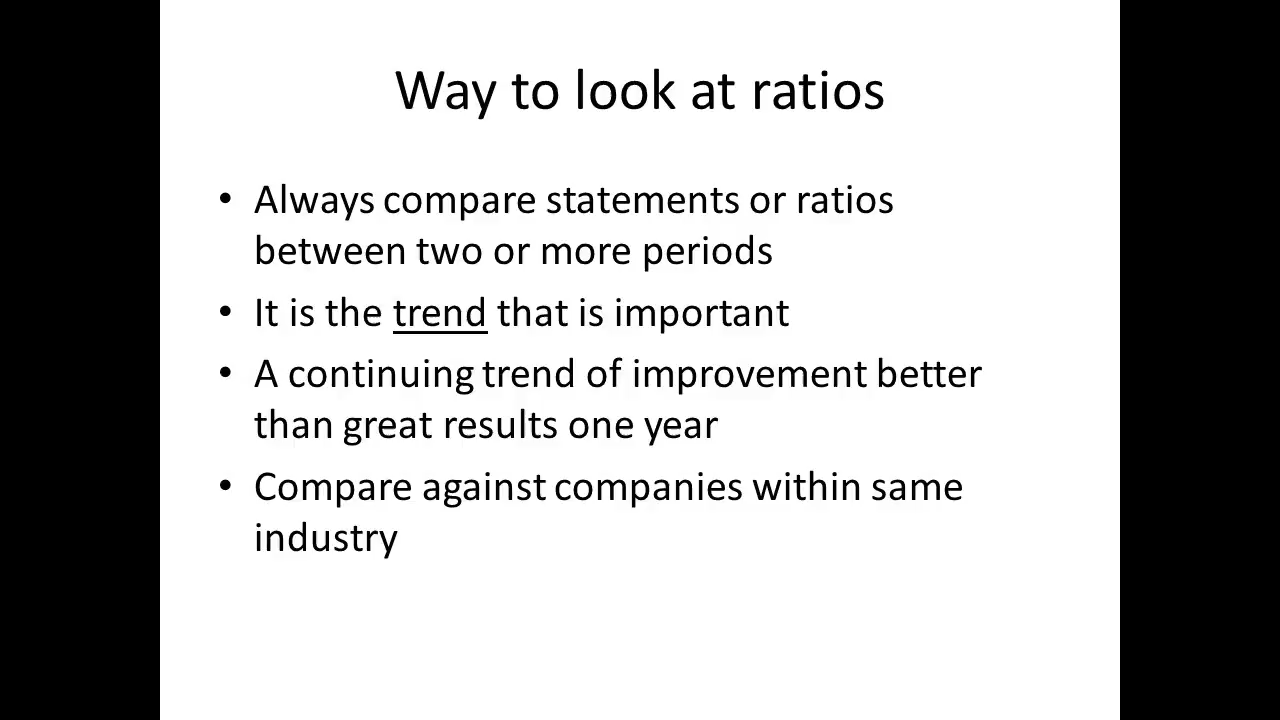 Way to look at ratios
• Always compare statements or ratios
between two or more periods
• It is the trend that is important
• A continuing trend of improvement better
than great results one year
• Compare against companies within same
industry